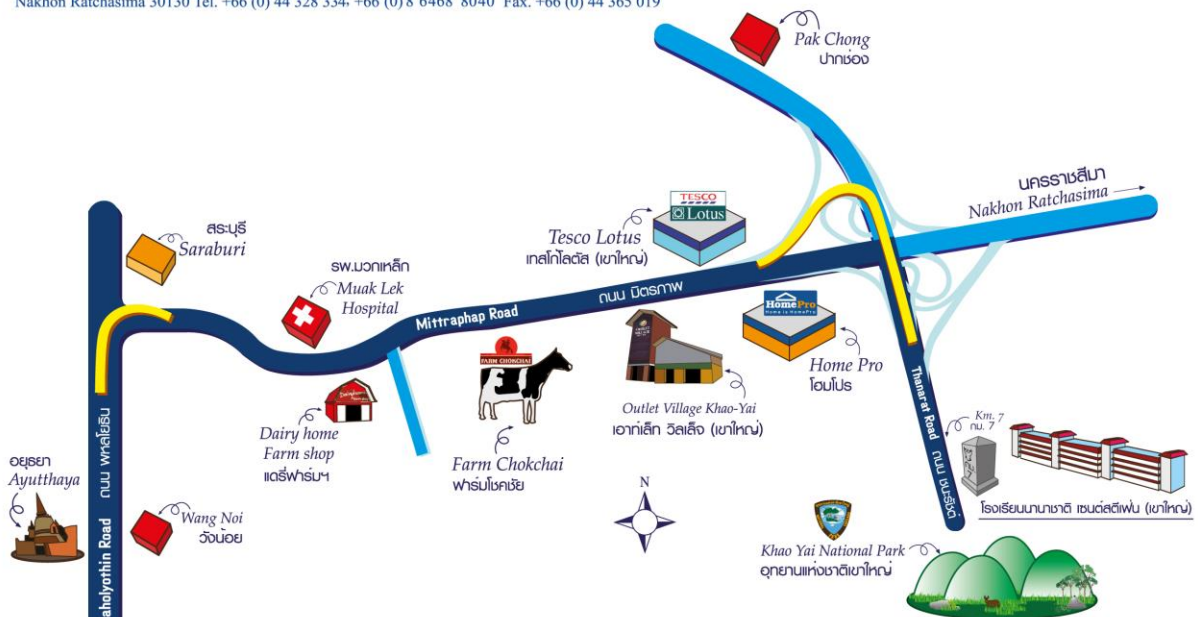 Nakhon Ratchasima 30130 Tel. +66 (0) 44 328 334, +66 (0) 8 6468 8040 Fax. +66 (0) 44 365 019
Pak Chong
ปากช่อง
นครราชสีมา
Nakhon Ratchasima
สระบุรี
Saraburi
TESCO
Lotus
Tesco Lotus
เทสโก้โลตัส (เขาใหญ่)
รพ.มวกเหล็ก
Muak Lek
Hospital
Mittraphap Road
ถนน มิตรภาพ
HomePro
Home is HomePro
Home Pro
โฮมโปร
FARM CHOKCHAI
Outlet Village Khao-Yai
เอาท์เล็ท วิลเล็จ (เขาใหญ่)
Dairy home
Farm shop
แดรี่ฟาร์มฯ
Farm Chokchai
ฟาร์มโชคชัย
Thanarat Road
ถนน ธนะรัชต์
Km. 7
กม. 7
โรงเรียนนานาชาติ เซนต์สตีเฟ่น (เขาใหญ่)
อยุธยา
Ayutthaya
aholyothin Road
ถนน พหลโยธิน
Wang Noi
วังน้อย
N
Khao Yai National Park
อุทยานแห่งชาติเขาใหญ่